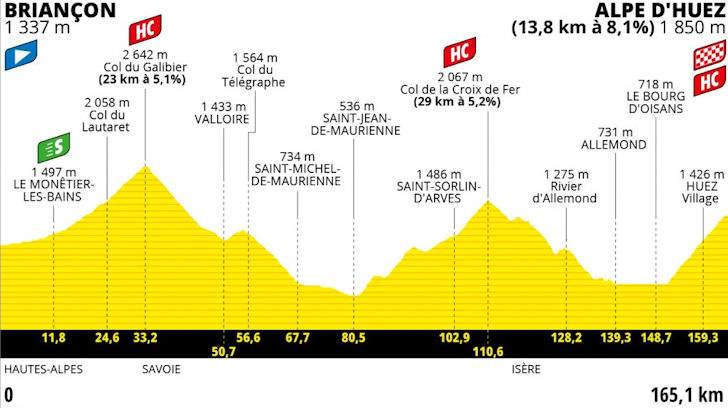 BRIANÇON
1 337 m
ALPE D'HUEZ
(13,8 km à 8,1%) 1 850 m
HC
2 642 m
Col du Galibier
(23 km à 5,1%)
2 058 m
Col du
Lautaret
S
1 497 m
LE MONÊTIER-
LES-BAINS
1 433 m
VALLOIRE
1 564 m
Col du
Télégraphe
734 m
SAINT-MICHEL-
DE-MAURIENNE
536 m
SAINT-JEAN-
DE-MAURIENNE
HC
2 067 m
Col de la Croix de Fer
(29 km à 5,2%)
1 486 m
SAINT-SORLIN-
D'ARVES
1 275 m
Rivier
d'Allemond
731 m
ALLEMOND
718 m
LE BOURG
D'OISANS
HC
1 426 m
HUEZ
Village
11,8
24,6
33,2
50,7
56,6
67,7
80,5
102,9
110,6
128,2
139,3
148,7
159,3
HAUTES-ALPES
SAVOIE
ISÈRE
0
165,1 km